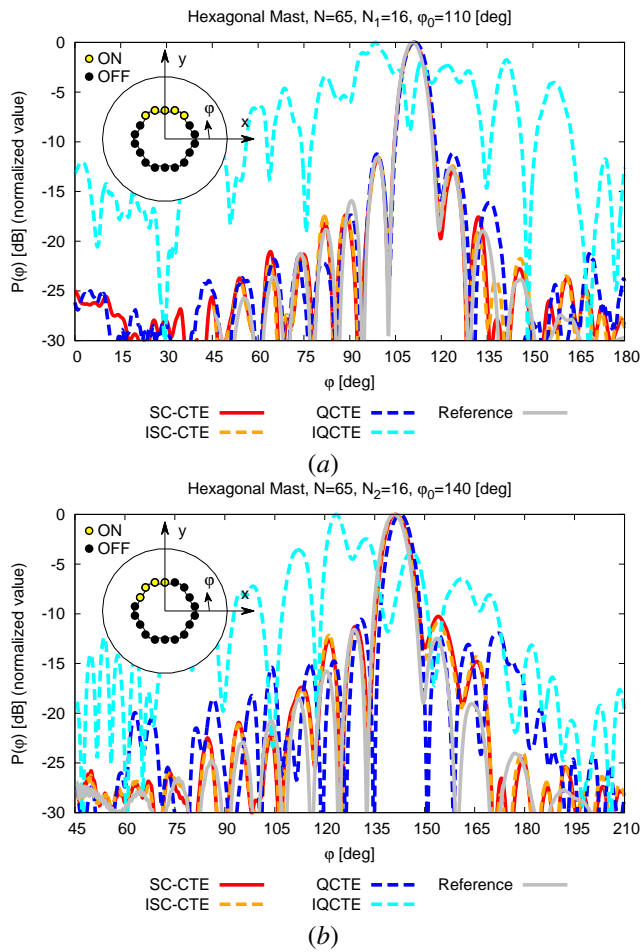 Hexagonal Mast, N=65, N₁=16, φ₀=110 [deg]
ON
OFF
y
φ
x
P(φ) [dB] (normalized value)
0
-5
-10
-15
-20
-25
-30
0 15 30 45 60 75 90 105 120 135 150 165 180
φ [deg]
SC-CTE QCTE Reference
ISC-CTE IQCTE
(a)
Hexagonal Mast, N=65, N₂=16, φ₀=140 [deg]
ON
OFF
y
φ
x
P(φ) [dB] (normalized value)
0
-5
-10
-15
-20
-25
-30
45 60 75 90 105 120 135 150 165 180 195 210
φ [deg]
SC-CTE QCTE Reference
ISC-CTE IQCTE
(b)